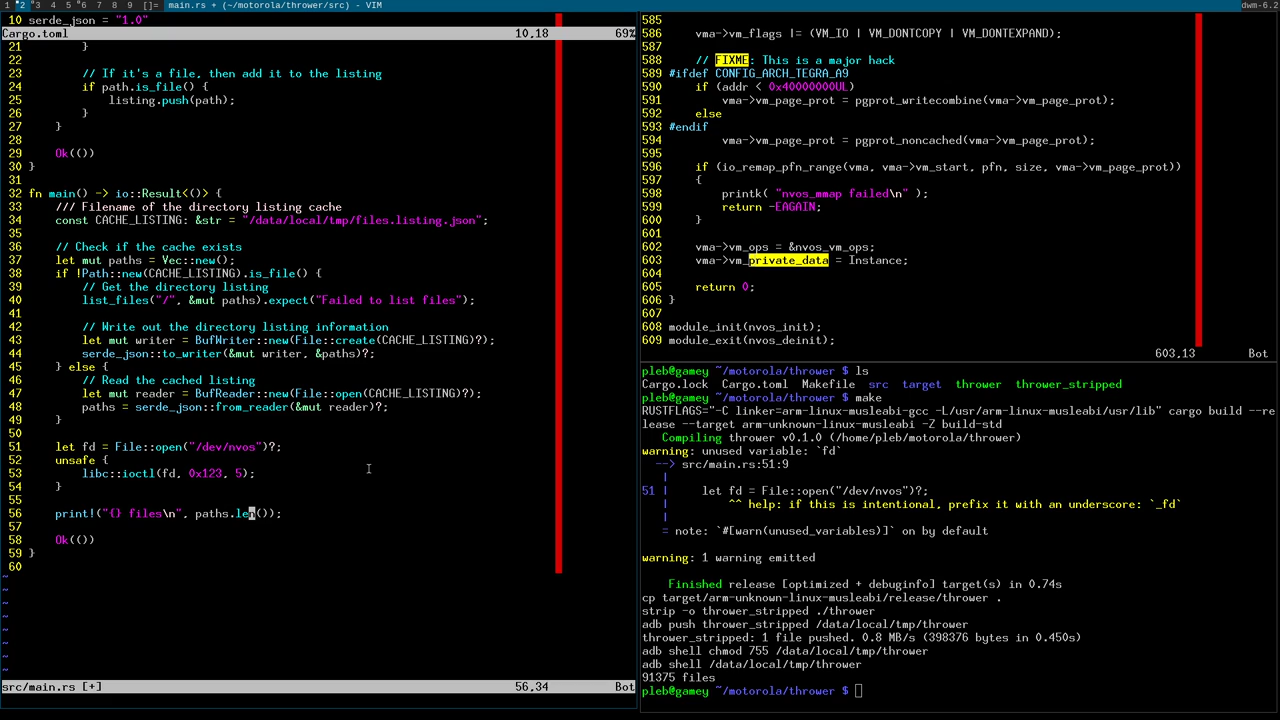 1 2 3 4 5 6 7 8 9 []= main.rs + (~/motorola/thrower/src) - VIM dwm-6.2
10 serde_json = "1.0"
Cargo.toml 10,18 69%
21 }
22
23 // If it's a file, then add it to the listing
24 if path.is_file() {
25 listing.push(path);
26 }
27 }
28
29 Ok(())
30 }
31
32 fn main() -> io::Result<()> {
33 /// Filename of the directory listing cache
34 const CACHE_LISTING: &str = "/data/local/tmp/files.listing.json";
35
36 // Check if the cache exists
37 let mut paths = Vec::new();
38 if !Path::new(CACHE_LISTING).is_file() {
39 // Get the directory listing
40 list_files("/", &mut paths).expect("Failed to list files");
41
42 // Write out the directory listing information
43 let mut writer = BufWriter::new(File::create(CACHE_LISTING)?);
44 serde_json::to_writer(&mut writer, &paths)?;
45 } else {
46 // Read the cached listing
47 let mut reader = BufReader::new(File::open(CACHE_LISTING)?);
48 paths = serde_json::from_reader(&mut reader)?;
49 }
50
51 let fd = File::open("/dev/nvos")?;
52 unsafe {
53 libc::ioctl(fd, 0x123, 5);
54 }
55
56 print!("{} files\n", paths.len());
57
58 Ok(())
59 }
60
~
~
~
~
~
~
~
~
src/main.rs [+] 56,34 Bot
585
586 vma->vm_flags |= (VM_IO | VM_DONTCOPY | VM_DONTEXPAND);
587
588 // FIXME: This is a major hack
589 #ifdef CONFIG_ARCH_TEGRA_A9
590 if (addr < 0x40000000UL)
591 vma->vm_page_prot = pgprot_writecombine(vma->vm_page_prot);
592 else
593 #endif
594 vma->vm_page_prot = pgprot_noncached(vma->vm_page_prot);
595
596 if (io_remap_pfn_range(vma, vma->vm_start, pfn, size, vma->vm_page_prot))
597 {
598 printk( "nvos_mmap failed\n" );
599 return -EAGAIN;
600 }
601
602 vma->vm_ops = &nvos_vm_ops;
603 vma->vm_private_data = Instance;
604
605 return 0;
606 }
607
608 module_init(nvos_init);
609 module_exit(nvos_deinit);
603,13 Bot
pleb@gamey ~/motorola/thrower $ ls
Cargo.lock Cargo.toml Makefile src target thrower thrower_stripped
pleb@gamey ~/motorola/thrower $ make
RUSTFLAGS="-C linker=arm-linux-musleabi-gcc -L/usr/arm-linux-musleabi/usr/lib" cargo build --re
lease --target arm-unknown-linux-musleabi -Z build-std
Compiling thrower v0.1.0 (/home/pleb/motorola/thrower)
warning: unused variable: `fd`
--> src/main.rs:51:9
|
51 | let fd = File::open("/dev/nvos")?;
| ^^ help: if this is intentional, prefix it with an underscore: `_fd`
|
= note: `#[warn(unused_variables)]` on by default
warning: 1 warning emitted
Finished release [optimized + debuginfo] target(s) in 0.74s
cp target/arm-unknown-linux-musleabi/release/thrower .
strip -o thrower_stripped ./thrower
adb push thrower_stripped /data/local/tmp/thrower
thrower_stripped: 1 file pushed. 0.8 MB/s (398376 bytes in 0.450s)
adb shell chmod 755 /data/local/tmp/thrower
adb shell /data/local/tmp/thrower
91375 files
pleb@gamey ~/motorola/thrower $